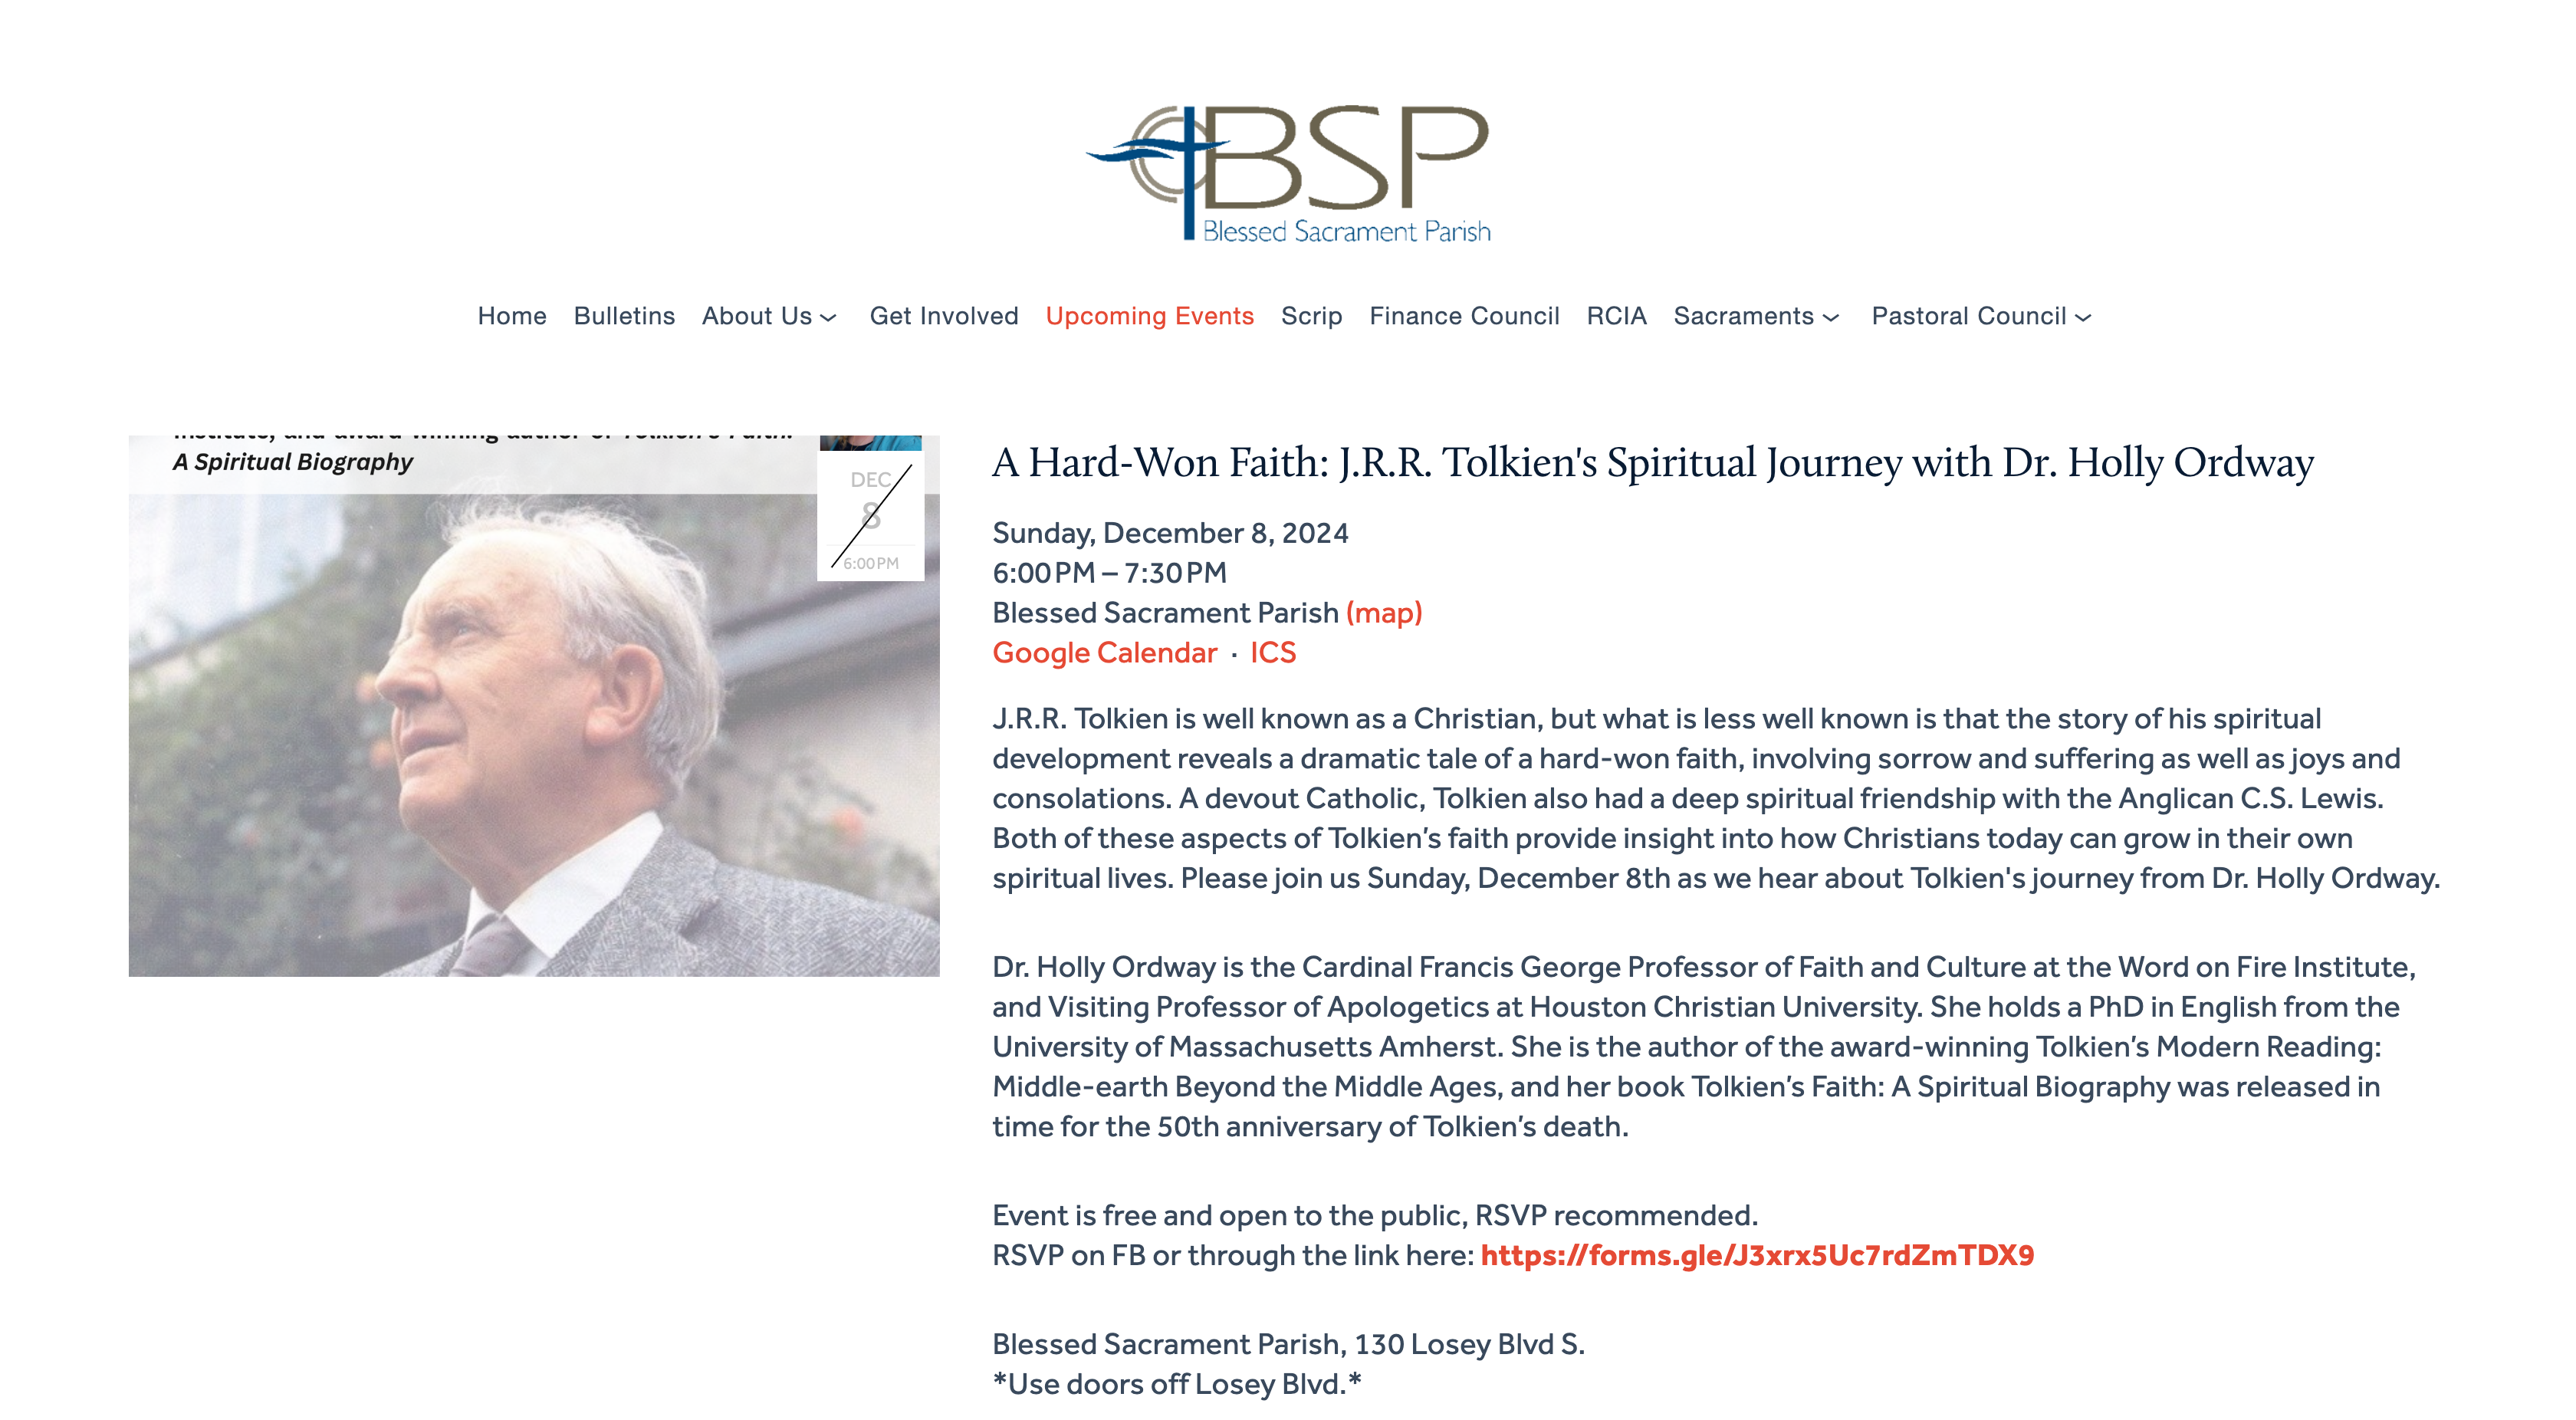 BSP
Blessed Sacrament Parish
Home Bulletins About Us Get Involved Upcoming Events Scrip Finance Council RCIA Sacraments Pastoral Council
Institute, and award-winning author of Tolkien's Faith:
A Spiritual Biography
DEC
8
6:00PM
A Hard-Won Faith: J.R.R. Tolkien's Spiritual Journey with Dr. Holly Ordway
Sunday, December 8, 2024
6:00PM – 7:30PM
Blessed Sacrament Parish (map)
Google Calendar · ICS
J.R.R. Tolkien is well known as a Christian, but what is less well known is that the story of his spiritual
development reveals a dramatic tale of a hard-won faith, involving sorrow and suffering as well as joys and
consolations. A devout Catholic, Tolkien also had a deep spiritual friendship with the Anglican C.S. Lewis.
Both of these aspects of Tolkien’s faith provide insight into how Christians today can grow in their own
spiritual lives. Please join us Sunday, December 8th as we hear about Tolkien's journey from Dr. Holly Ordway.
Dr. Holly Ordway is the Cardinal Francis George Professor of Faith and Culture at the Word on Fire Institute,
and Visiting Professor of Apologetics at Houston Christian University. She holds a PhD in English from the
University of Massachusetts Amherst. She is the author of the award-winning Tolkien’s Modern Reading:
Middle-earth Beyond the Middle Ages, and her book Tolkien’s Faith: A Spiritual Biography was released in
time for the 50th anniversary of Tolkien’s death.
Event is free and open to the public, RSVP recommended.
RSVP on FB or through the link here: https://forms.gle/J3xrx5Uc7rdZmTDX9
Blessed Sacrament Parish, 130 Losey Blvd S.
*Use doors off Losey Blvd.*